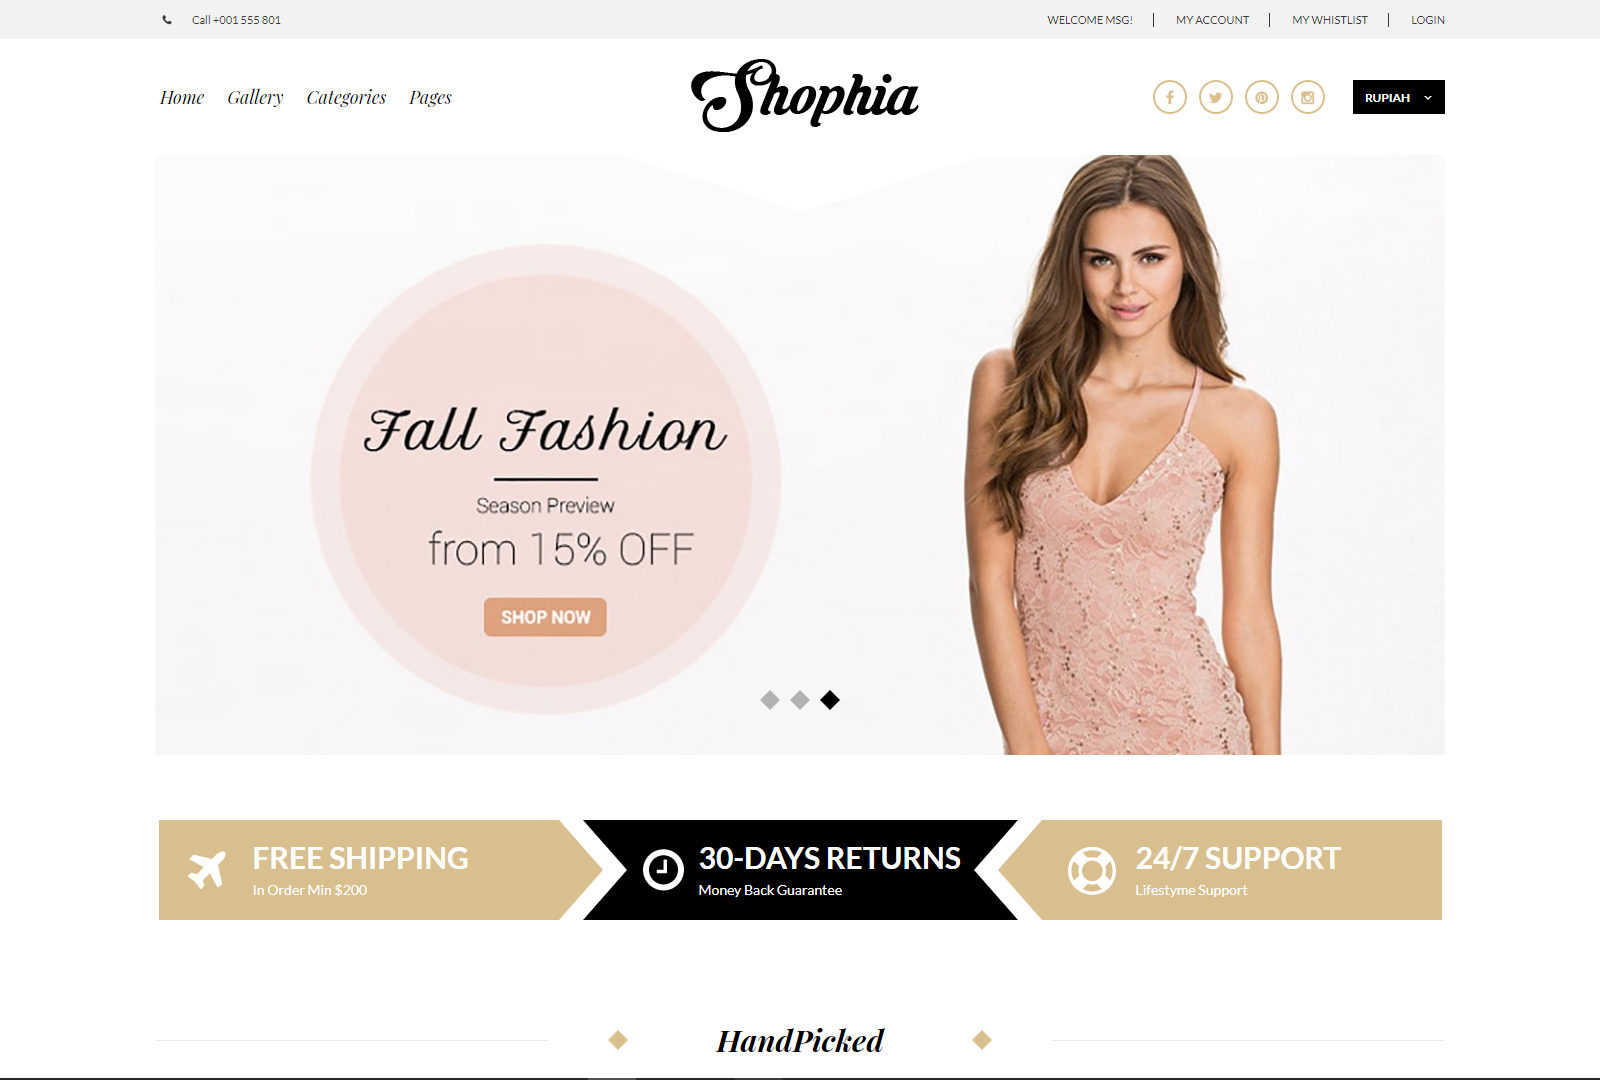 Call +001 555 801
WELCOME MSG!
MY ACCOUNT
MY WHISTLIST
LOGIN
Home
Gallery
Categories
Pages
Shophia
RUPIAH
Fall Fashion
Season Preview
from 15% OFF
SHOP NOW
FREE SHIPPING
In Order Min $200
30-DAYS RETURNS
Money Back Guarantee
24/7 SUPPORT
Lifestyme Support
HandPicked